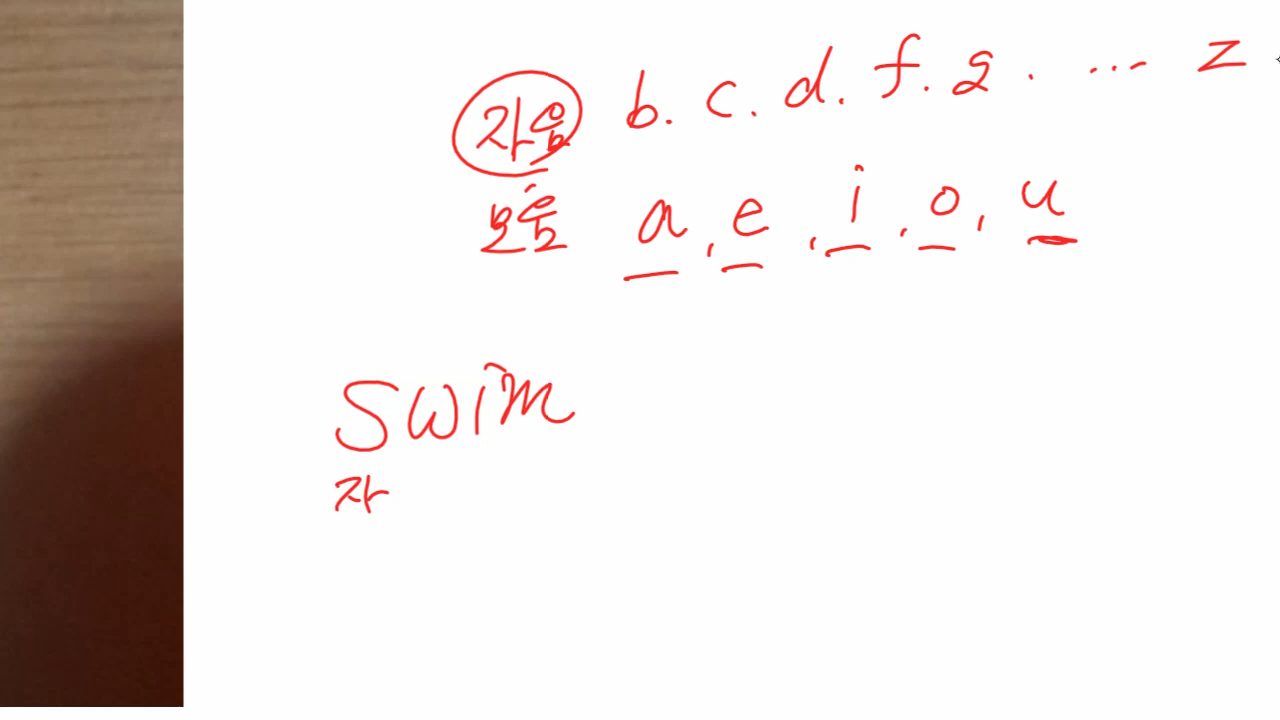 자음 b. c. d. f. g. ... z
모음 a, e, i, o, u
swim
자